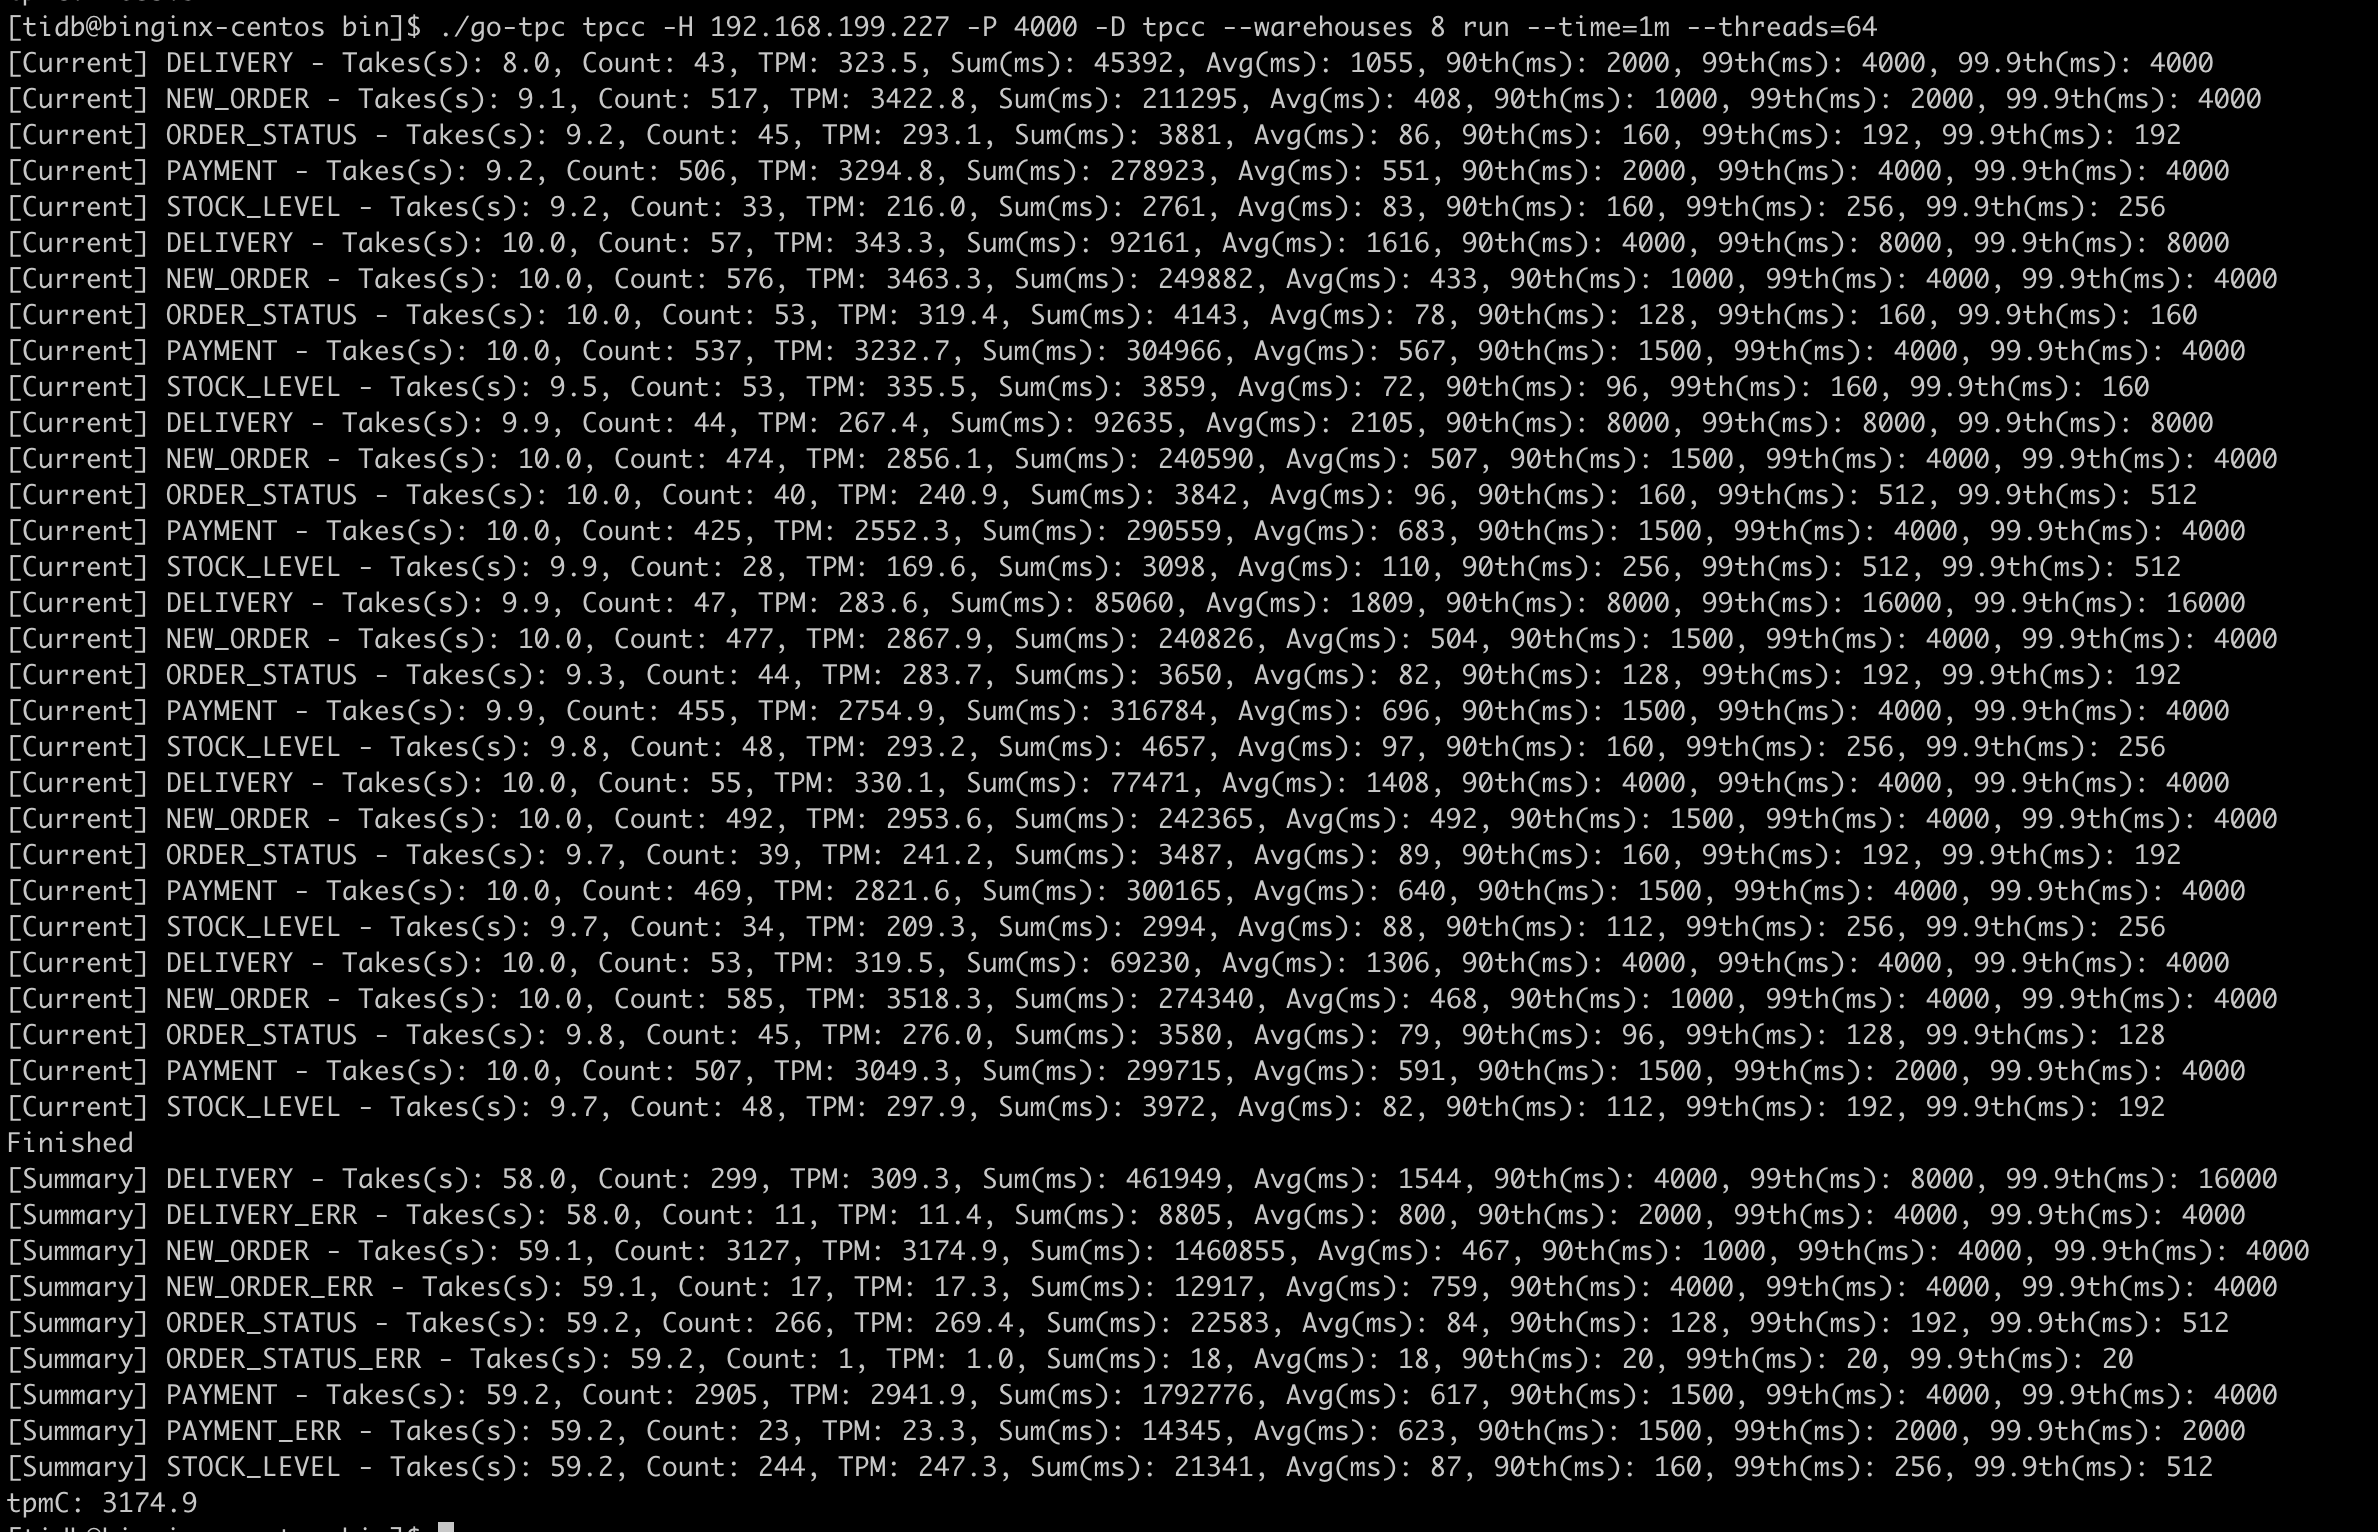 [tidb@binginx-centos bin]$ ./go-tpc tpcc -H 192.168.199.227 -P 4000 -D tpcc --warehouses 8 run --time=1m --threads=64
[Current] DELIVERY - Takes(s): 8.0, Count: 43, TPM: 323.5, Sum(ms): 45392, Avg(ms): 1055, 90th(ms): 2000, 99th(ms): 4000, 99.9th(ms): 4000
[Current] NEW_ORDER - Takes(s): 9.1, Count: 517, TPM: 3422.8, Sum(ms): 211295, Avg(ms): 408, 90th(ms): 1000, 99th(ms): 2000, 99.9th(ms): 4000
[Current] ORDER_STATUS - Takes(s): 9.2, Count: 45, TPM: 293.1, Sum(ms): 3881, Avg(ms): 86, 90th(ms): 160, 99th(ms): 192, 99.9th(ms): 192
[Current] PAYMENT - Takes(s): 9.2, Count: 506, TPM: 3294.8, Sum(ms): 278923, Avg(ms): 551, 90th(ms): 2000, 99th(ms): 4000, 99.9th(ms): 4000
[Current] STOCK_LEVEL - Takes(s): 9.2, Count: 33, TPM: 216.0, Sum(ms): 2761, Avg(ms): 83, 90th(ms): 160, 99th(ms): 256, 99.9th(ms): 256
[Current] DELIVERY - Takes(s): 10.0, Count: 57, TPM: 343.3, Sum(ms): 92161, Avg(ms): 1616, 90th(ms): 4000, 99th(ms): 8000, 99.9th(ms): 8000
[Current] NEW_ORDER - Takes(s): 10.0, Count: 576, TPM: 3463.3, Sum(ms): 249882, Avg(ms): 433, 90th(ms): 1000, 99th(ms): 4000, 99.9th(ms): 4000
[Current] ORDER_STATUS - Takes(s): 10.0, Count: 53, TPM: 319.4, Sum(ms): 4143, Avg(ms): 78, 90th(ms): 128, 99th(ms): 160, 99.9th(ms): 160
[Current] PAYMENT - Takes(s): 10.0, Count: 537, TPM: 3232.7, Sum(ms): 304966, Avg(ms): 567, 90th(ms): 1500, 99th(ms): 4000, 99.9th(ms): 4000
[Current] STOCK_LEVEL - Takes(s): 9.5, Count: 53, TPM: 335.5, Sum(ms): 3859, Avg(ms): 72, 90th(ms): 96, 99th(ms): 160, 99.9th(ms): 160
[Current] DELIVERY - Takes(s): 9.9, Count: 44, TPM: 267.4, Sum(ms): 92635, Avg(ms): 2105, 90th(ms): 8000, 99th(ms): 8000, 99.9th(ms): 8000
[Current] NEW_ORDER - Takes(s): 10.0, Count: 474, TPM: 2856.1, Sum(ms): 240590, Avg(ms): 507, 90th(ms): 1500, 99th(ms): 4000, 99.9th(ms): 4000
[Current] ORDER_STATUS - Takes(s): 10.0, Count: 40, TPM: 240.9, Sum(ms): 3842, Avg(ms): 96, 90th(ms): 160, 99th(ms): 512, 99.9th(ms): 512
[Current] PAYMENT - Takes(s): 10.0, Count: 425, TPM: 2552.3, Sum(ms): 290559, Avg(ms): 683, 90th(ms): 1500, 99th(ms): 4000, 99.9th(ms): 4000
[Current] STOCK_LEVEL - Takes(s): 9.9, Count: 28, TPM: 169.6, Sum(ms): 3098, Avg(ms): 110, 90th(ms): 256, 99th(ms): 512, 99.9th(ms): 512
[Current] DELIVERY - Takes(s): 9.9, Count: 47, TPM: 283.6, Sum(ms): 85060, Avg(ms): 1809, 90th(ms): 8000, 99th(ms): 16000, 99.9th(ms): 16000
[Current] NEW_ORDER - Takes(s): 10.0, Count: 477, TPM: 2867.9, Sum(ms): 240826, Avg(ms): 504, 90th(ms): 1500, 99th(ms): 4000, 99.9th(ms): 4000
[Current] ORDER_STATUS - Takes(s): 9.3, Count: 44, TPM: 283.7, Sum(ms): 3650, Avg(ms): 82, 90th(ms): 128, 99th(ms): 192, 99.9th(ms): 192
[Current] PAYMENT - Takes(s): 9.9, Count: 455, TPM: 2754.9, Sum(ms): 316784, Avg(ms): 696, 90th(ms): 1500, 99th(ms): 4000, 99.9th(ms): 4000
[Current] STOCK_LEVEL - Takes(s): 9.8, Count: 48, TPM: 293.2, Sum(ms): 4657, Avg(ms): 97, 90th(ms): 160, 99th(ms): 256, 99.9th(ms): 256
[Current] DELIVERY - Takes(s): 10.0, Count: 55, TPM: 330.1, Sum(ms): 77471, Avg(ms): 1408, 90th(ms): 4000, 99th(ms): 4000, 99.9th(ms): 4000
[Current] NEW_ORDER - Takes(s): 10.0, Count: 492, TPM: 2953.6, Sum(ms): 242365, Avg(ms): 492, 90th(ms): 1500, 99th(ms): 4000, 99.9th(ms): 4000
[Current] ORDER_STATUS - Takes(s): 9.7, Count: 39, TPM: 241.2, Sum(ms): 3487, Avg(ms): 89, 90th(ms): 160, 99th(ms): 192, 99.9th(ms): 192
[Current] PAYMENT - Takes(s): 10.0, Count: 469, TPM: 2821.6, Sum(ms): 300165, Avg(ms): 640, 90th(ms): 1500, 99th(ms): 4000, 99.9th(ms): 4000
[Current] STOCK_LEVEL - Takes(s): 9.7, Count: 34, TPM: 209.3, Sum(ms): 2994, Avg(ms): 88, 90th(ms): 112, 99th(ms): 256, 99.9th(ms): 256
[Current] DELIVERY - Takes(s): 10.0, Count: 53, TPM: 319.5, Sum(ms): 69230, Avg(ms): 1306, 90th(ms): 4000, 99th(ms): 4000, 99.9th(ms): 4000
[Current] NEW_ORDER - Takes(s): 10.0, Count: 585, TPM: 3518.3, Sum(ms): 274340, Avg(ms): 468, 90th(ms): 1000, 99th(ms): 4000, 99.9th(ms): 4000
[Current] ORDER_STATUS - Takes(s): 9.8, Count: 45, TPM: 276.0, Sum(ms): 3580, Avg(ms): 79, 90th(ms): 96, 99th(ms): 128, 99.9th(ms): 128
[Current] PAYMENT - Takes(s): 10.0, Count: 507, TPM: 3049.3, Sum(ms): 299715, Avg(ms): 591, 90th(ms): 1500, 99th(ms): 2000, 99.9th(ms): 4000
[Current] STOCK_LEVEL - Takes(s): 9.7, Count: 48, TPM: 297.9, Sum(ms): 3972, Avg(ms): 82, 90th(ms): 112, 99th(ms): 192, 99.9th(ms): 192
Finished
[Summary] DELIVERY - Takes(s): 58.0, Count: 299, TPM: 309.3, Sum(ms): 461949, Avg(ms): 1544, 90th(ms): 4000, 99th(ms): 8000, 99.9th(ms): 16000
[Summary] DELIVERY_ERR - Takes(s): 58.0, Count: 11, TPM: 11.4, Sum(ms): 8805, Avg(ms): 800, 90th(ms): 2000, 99th(ms): 4000, 99.9th(ms): 4000
[Summary] NEW_ORDER - Takes(s): 59.1, Count: 3127, TPM: 3174.9, Sum(ms): 1460855, Avg(ms): 467, 90th(ms): 1000, 99th(ms): 4000, 99.9th(ms): 4000
[Summary] NEW_ORDER_ERR - Takes(s): 59.1, Count: 17, TPM: 17.3, Sum(ms): 12917, Avg(ms): 759, 90th(ms): 4000, 99th(ms): 4000, 99.9th(ms): 4000
[Summary] ORDER_STATUS - Takes(s): 59.2, Count: 266, TPM: 269.4, Sum(ms): 22583, Avg(ms): 84, 90th(ms): 128, 99th(ms): 192, 99.9th(ms): 512
[Summary] ORDER_STATUS_ERR - Takes(s): 59.2, Count: 1, TPM: 1.0, Sum(ms): 18, Avg(ms): 18, 90th(ms): 20, 99th(ms): 20, 99.9th(ms): 20
[Summary] PAYMENT - Takes(s): 59.2, Count: 2905, TPM: 2941.9, Sum(ms): 1792776, Avg(ms): 617, 90th(ms): 1500, 99th(ms): 4000, 99.9th(ms): 4000
[Summary] PAYMENT_ERR - Takes(s): 59.2, Count: 23, TPM: 23.3, Sum(ms): 14345, Avg(ms): 623, 90th(ms): 1500, 99th(ms): 2000, 99.9th(ms): 2000
[Summary] STOCK_LEVEL - Takes(s): 59.2, Count: 244, TPM: 247.3, Sum(ms): 21341, Avg(ms): 87, 90th(ms): 160, 99th(ms): 256, 99.9th(ms): 512
tpmC: 3174.9